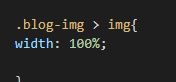 .blog-img > img{
width: 100%;
}